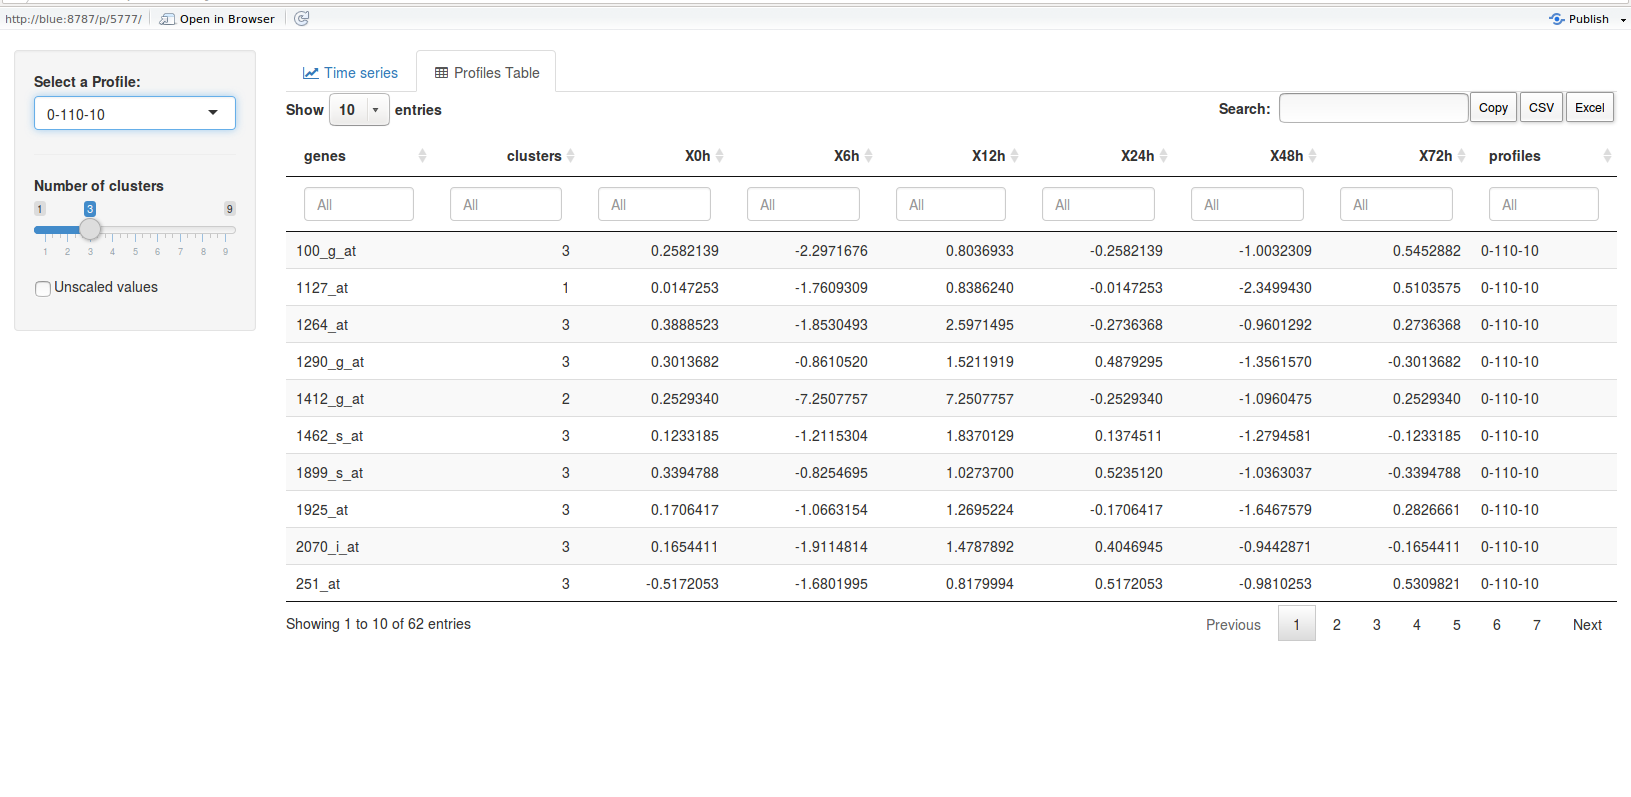 http://blue:8787/p/5777/ Open in Browser Publish
Select a Profile:
0-110-10
Number of clusters
1 3 9
1 2 3 4 5 6 7 8 9
Unscaled values
Time series Profiles Table
Show 10 entries Search: Copy CSV Excel
genes clusters X0h X6h X12h X24h X48h X72h profiles
All All All All All All All All All
100_g_at 3 0.2582139 -2.2971676 0.8036933 -0.2582139 -1.0032309 0.5452882 0-110-10
1127_at 1 0.0147253 -1.7609309 0.8386240 -0.0147253 -2.3499430 0.5103575 0-110-10
1264_at 3 0.3888523 -1.8530493 2.5971495 -0.2736368 -0.9601292 0.2736368 0-110-10
1290_g_at 3 0.3013682 -0.8610520 1.5211919 0.4879295 -1.3561570 -0.3013682 0-110-10
1412_g_at 2 0.2529340 -7.2507757 7.2507757 -0.2529340 -1.0960475 0.2529340 0-110-10
1462_s_at 3 0.1233185 -1.2115304 1.8370129 0.1374511 -1.2794581 -0.1233185 0-110-10
1899_s_at 3 0.3394788 -0.8254695 1.0273700 0.5235120 -1.0363037 -0.3394788 0-110-10
1925_at 3 0.1706417 -1.0663154 1.2695224 -0.1706417 -1.6467579 0.2826661 0-110-10
2070_i_at 3 0.1654411 -1.9114814 1.4787892 0.4046945 -0.9442871 -0.1654411 0-110-10
251_at 3 -0.5172053 -1.6801995 0.8179994 0.5172053 -0.9810253 0.5309821 0-110-10
Showing 1 to 10 of 62 entries Previous 1 2 3 4 5 6 7 Next